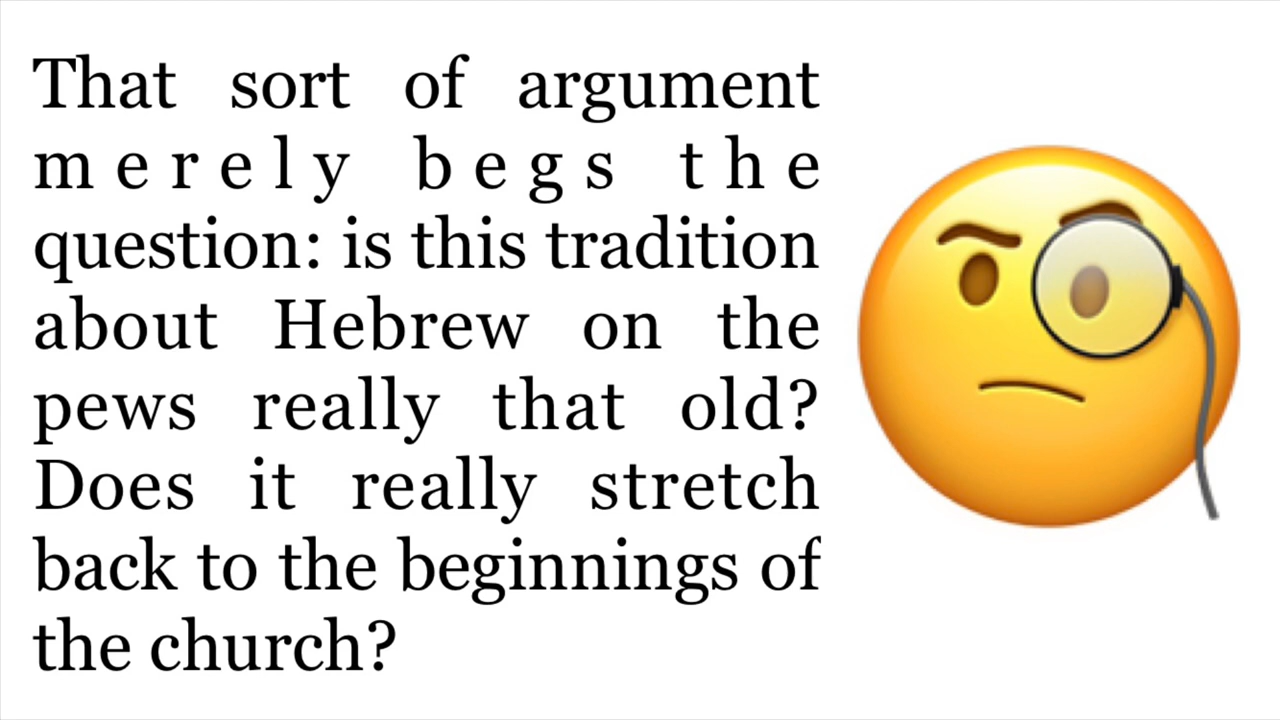 That sort of argument
merely begs the
question: is this tradition
about Hebrew on the
pews really that old?
Does it really stretch
back to the beginnings of
the church?